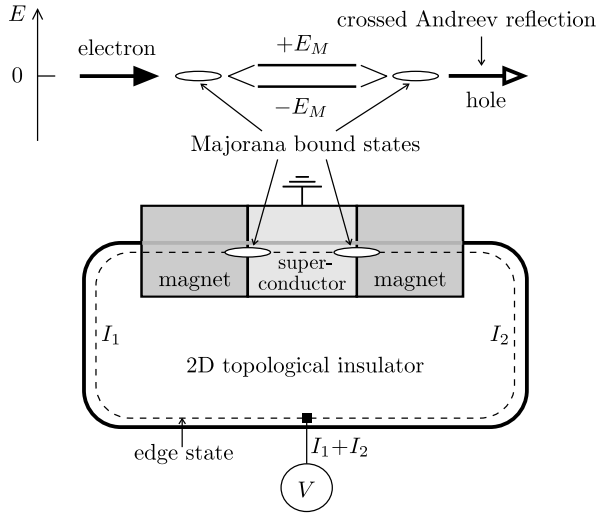 E
crossed Andreev reflection
electron
+E_M
0
−E_M
hole
Majorana bound states
super-
magnet
conductor
magnet
I_1
I_2
2D topological insulator
I_1+I_2
edge state
V